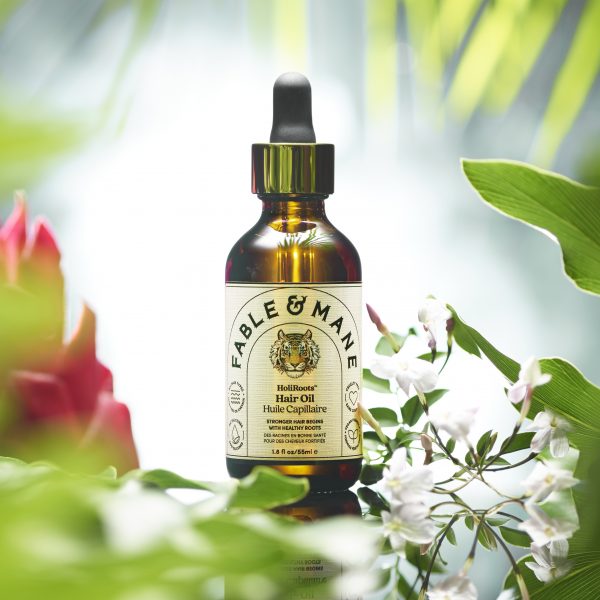 FABLE & MANE
HoliRoots™
Hair Oil
Huile Capillaire
STRONGER HAIR BEGINS
WITH HEALTHY ROOTS
DES RACINES EN BONNE SANTÉ
POUR DES CHEVEUX FORTIFIÉS
1.8 fl oz/55ml e